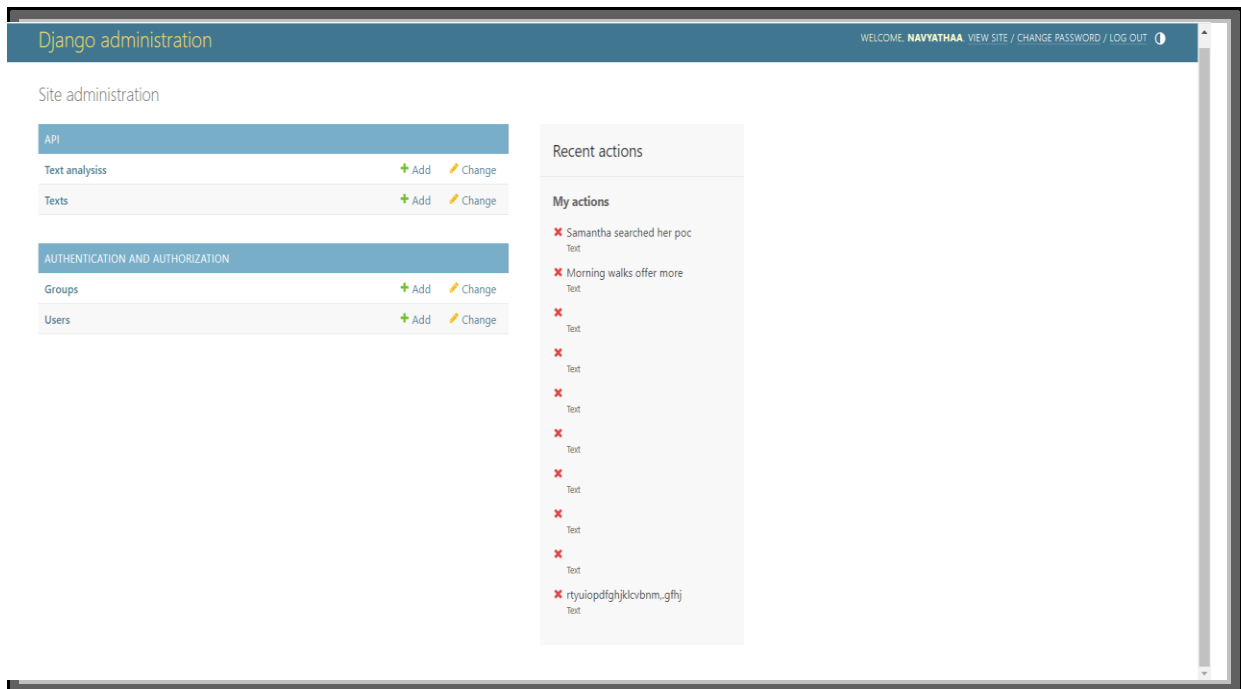 Django administration
WELCOME, NAVYATHAA. VIEW SITE / CHANGE PASSWORD / LOG OUT
Site administration
API
Text analysiss + Add Change
Texts + Add Change
AUTHENTICATION AND AUTHORIZATION
Groups + Add Change
Users + Add Change
Recent actions
My actions
Samantha searched her poc
Text
Morning walks offer more
Text
Text
Text
Text
Text
Text
Text
Text
rtyuiopdfghjklcvbnm,.gfhj
Text